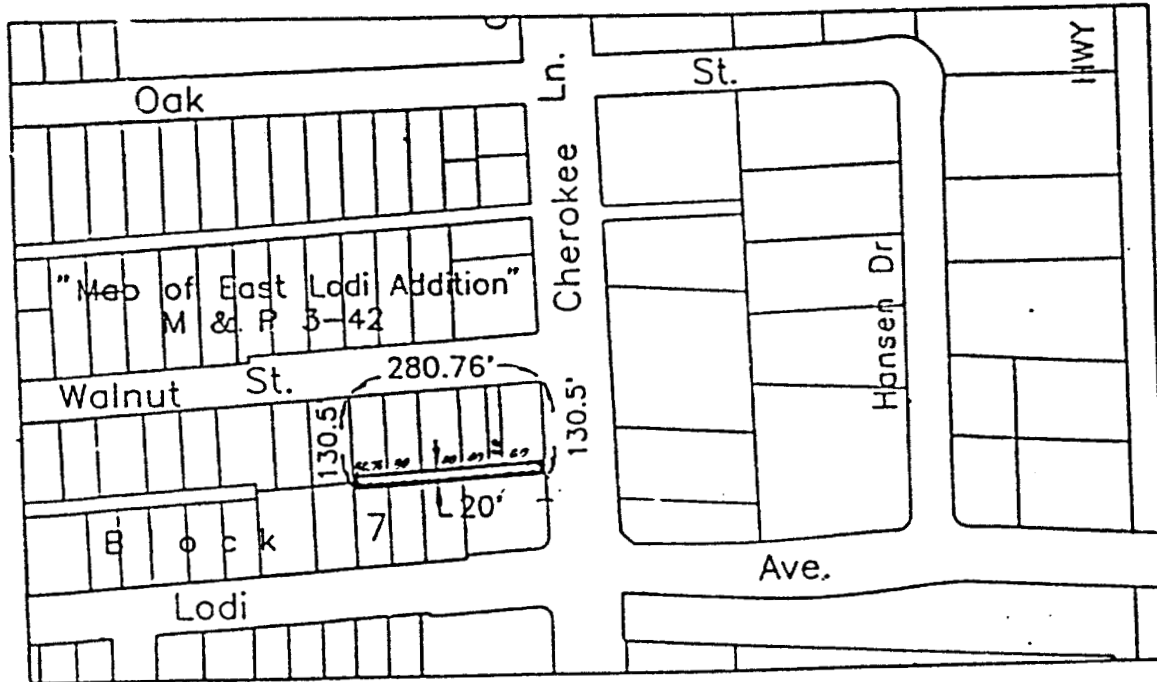 HWY
Oak
Cherokee Ln.
St.
"Map of East Lodi Addition"
M & P 3-42
Hansen Dr
Walnut St.
280.76'
130.5'
130.5'
20'
Block 7
Lodi
Ave.